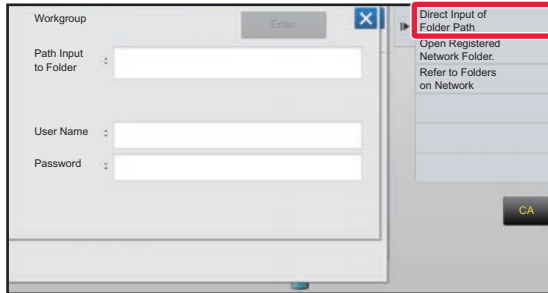 Workgroup
Enter
Path Input
to Folder :
User Name :
Password :
Direct Input of
Folder Path
Open Registered
Network Folder.
Refer to Folders
on Network
CA